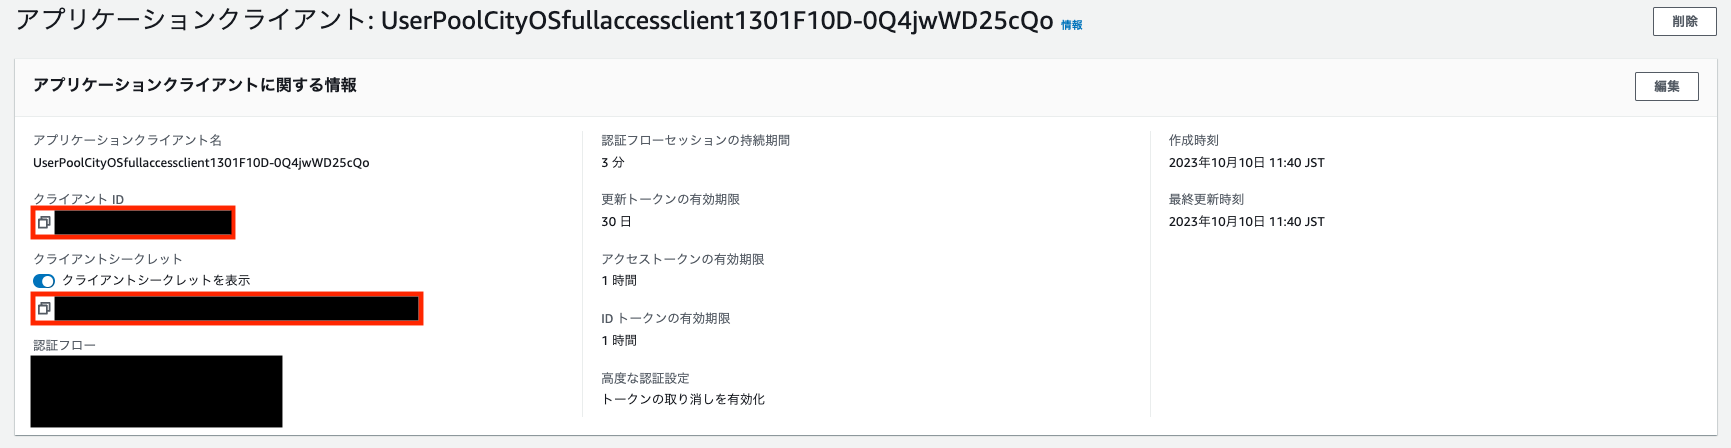 アプリケーションクライアント: UserPoolCityOSfullaccessclient1301F10D-0Q4jwWD25cQo 情報
削除
アプリケーションクライアントに関する情報
編集
アプリケーションクライアント名
UserPoolCityOSfullaccessclient1301F10D-0Q4jwWD25cQo
クライアント ID
クライアントシークレット
クライアントシークレットを表示
認証フロー
認証フローセッションの持続期間
3 分
更新トークンの有効期限
30 日
アクセストークンの有効期限
1 時間
ID トークンの有効期限
1 時間
高度な認証設定
トークンの取り消しを有効化
作成時刻
2023年10月10日 11:40 JST
最終更新時刻
2023年10月10日 11:40 JST